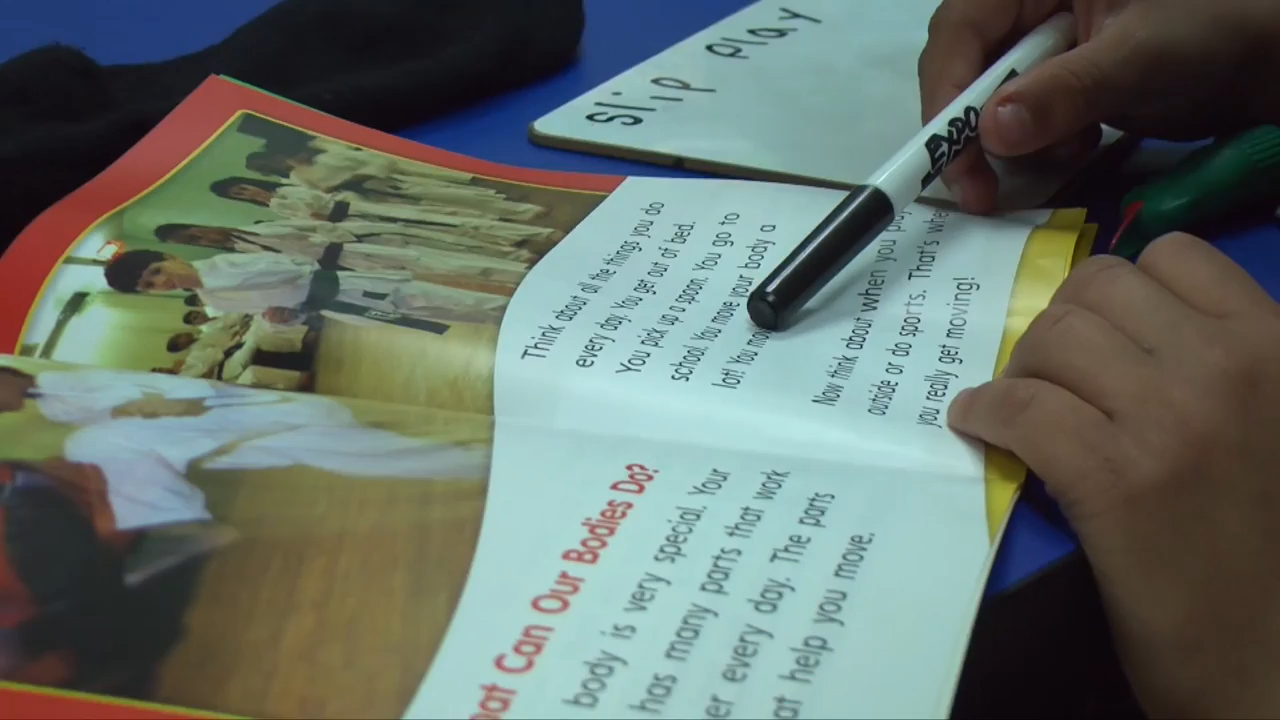 slip play
EXPO
Think about all the things you do
every day. You get out of bed.
You pick up a spoon. You go to
school. You move your body a
lot! You
Now think about when you play
outside or do sports. That's when
you really get moving!
Can Our Bodies Do?
body is very special. Your
has many parts that work
every day. The parts
help you move.